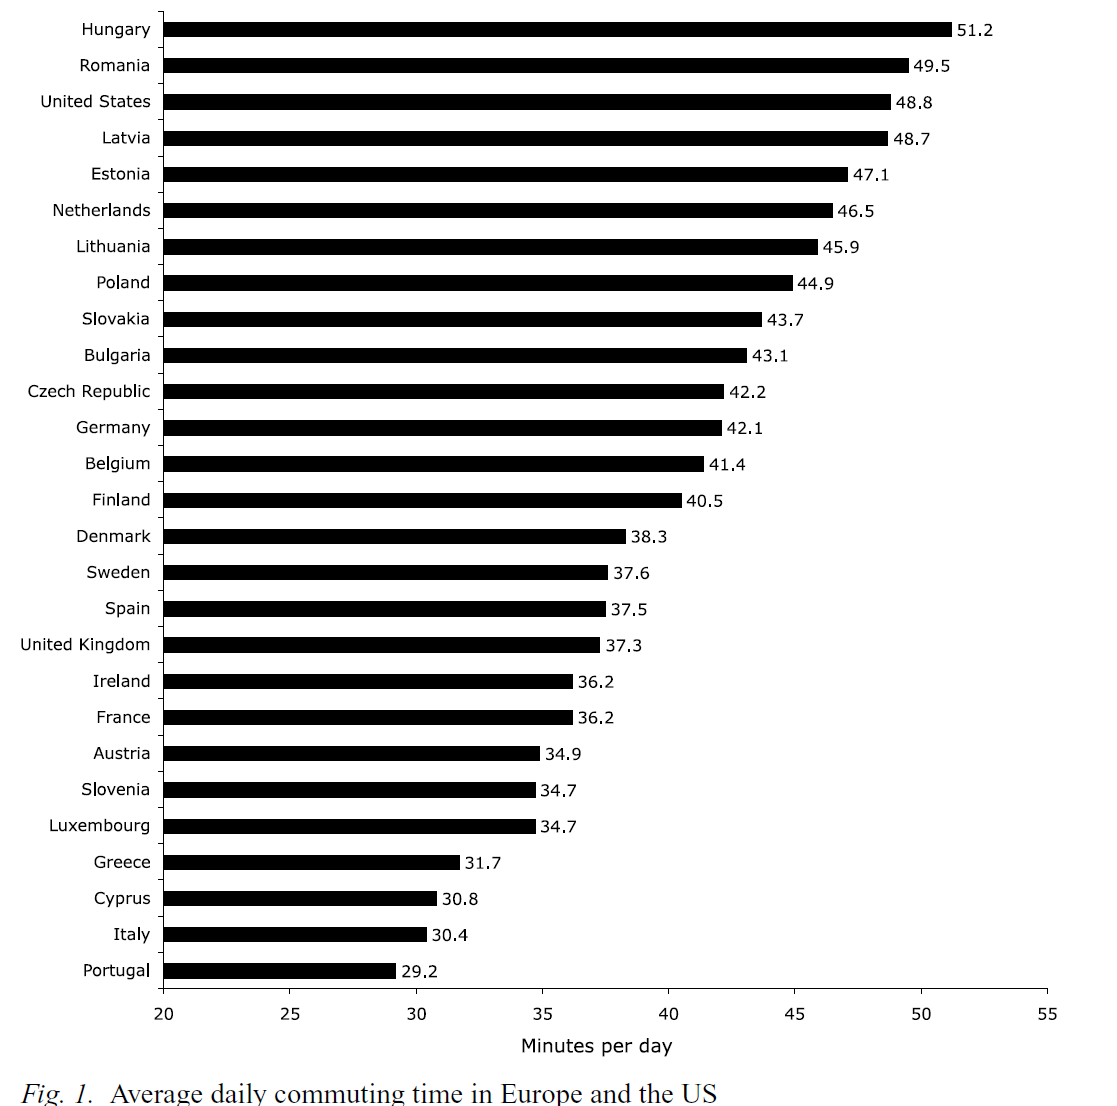 Hungary 51.2
Romania 49.5
United States 48.8
Latvia 48.7
Estonia 47.1
Netherlands 46.5
Lithuania 45.9
Poland 44.9
Slovakia 43.7
Bulgaria 43.1
Czech Republic 42.2
Germany 42.1
Belgium 41.4
Finland 40.5
Denmark 38.3
Sweden 37.6
Spain 37.5
United Kingdom 37.3
Ireland 36.2
France 36.2
Austria 34.9
Slovenia 34.7
Luxembourg 34.7
Greece 31.7
Cyprus 30.8
Italy 30.4
Portugal 29.2
20 25 30 35 40 45 50 55
Minutes per day
Fig. 1. Average daily commuting time in Europe and the US